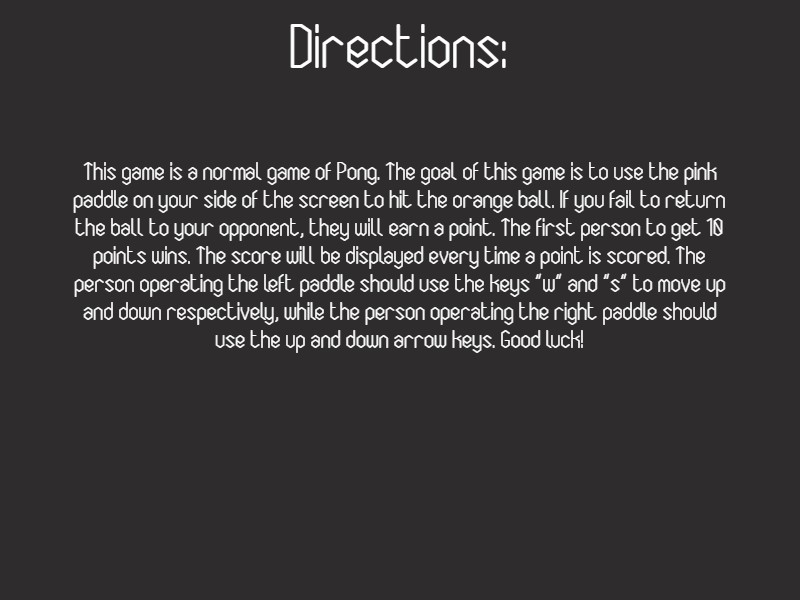 Directions:
This game is a normal game of Pong. The goal of this game is to use the pink
paddle on your side of the screen to hit the orange ball. If you fail to return
the ball to your opponent, they will earn a point. The first person to get 10
points wins. The score will be displayed every time a point is scored. The
person operating the left paddle should use the keys "w" and "s" to move up
and down respectively, while the person operating the right paddle should
use the up and down arrow keys. Good luck!